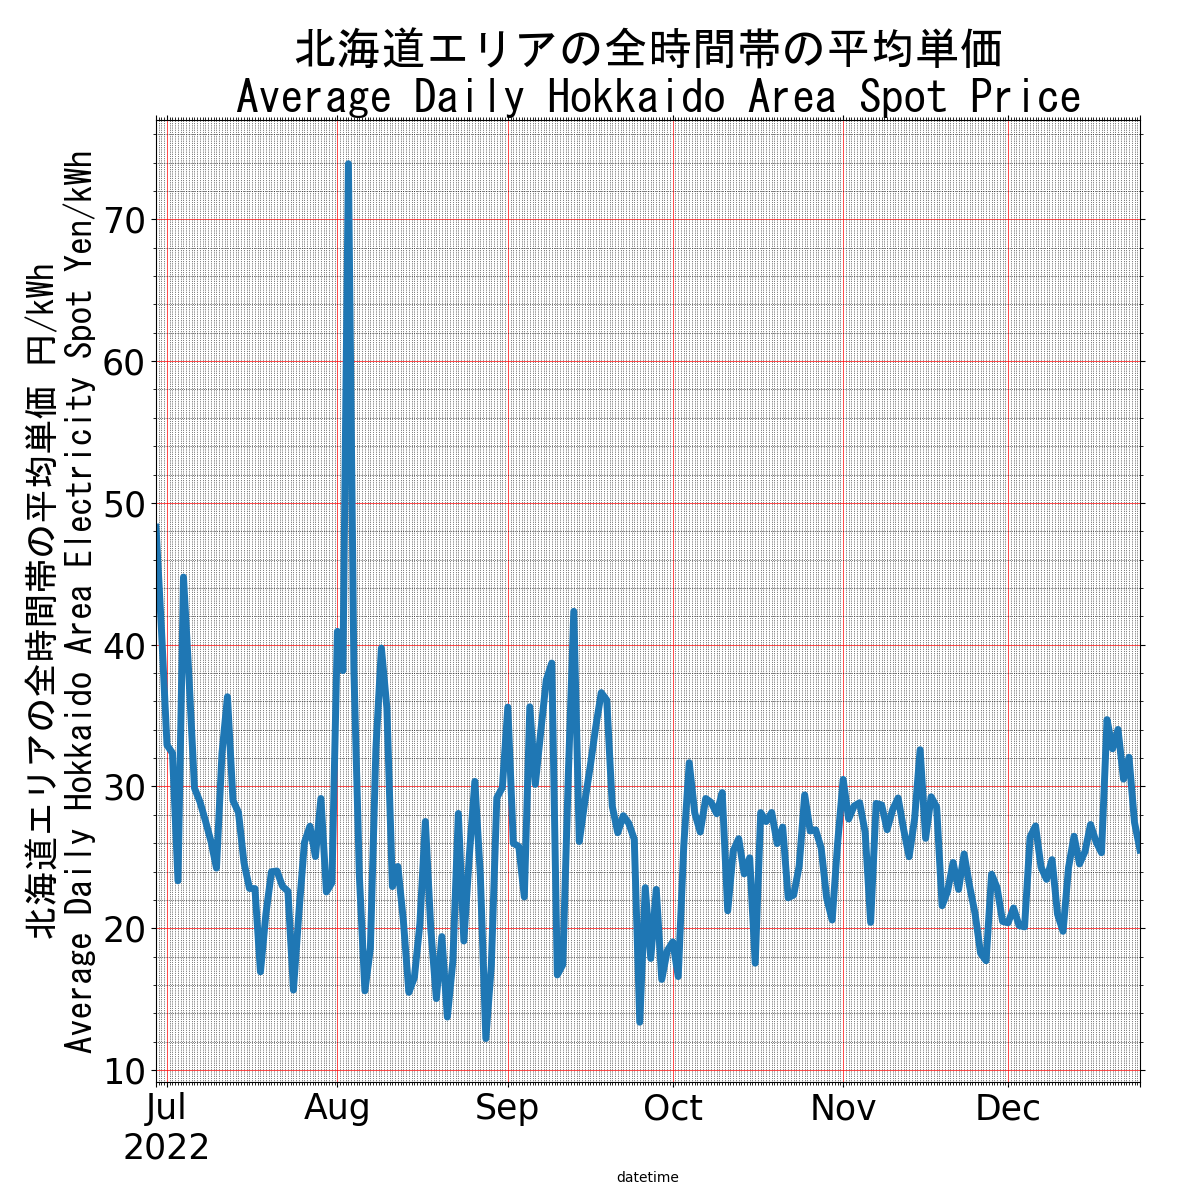 北海道エリアの全時間帯の平均単価
Average Daily Hokkaido Area Spot Price
北海道エリアの全時間帯の平均単価 円/kWh
Average Daily Hokkaido Area Electricity Spot Yen/kWh
70
60
50
40
30
20
10
Jul Aug Sep Oct Nov Dec
2022
datetime